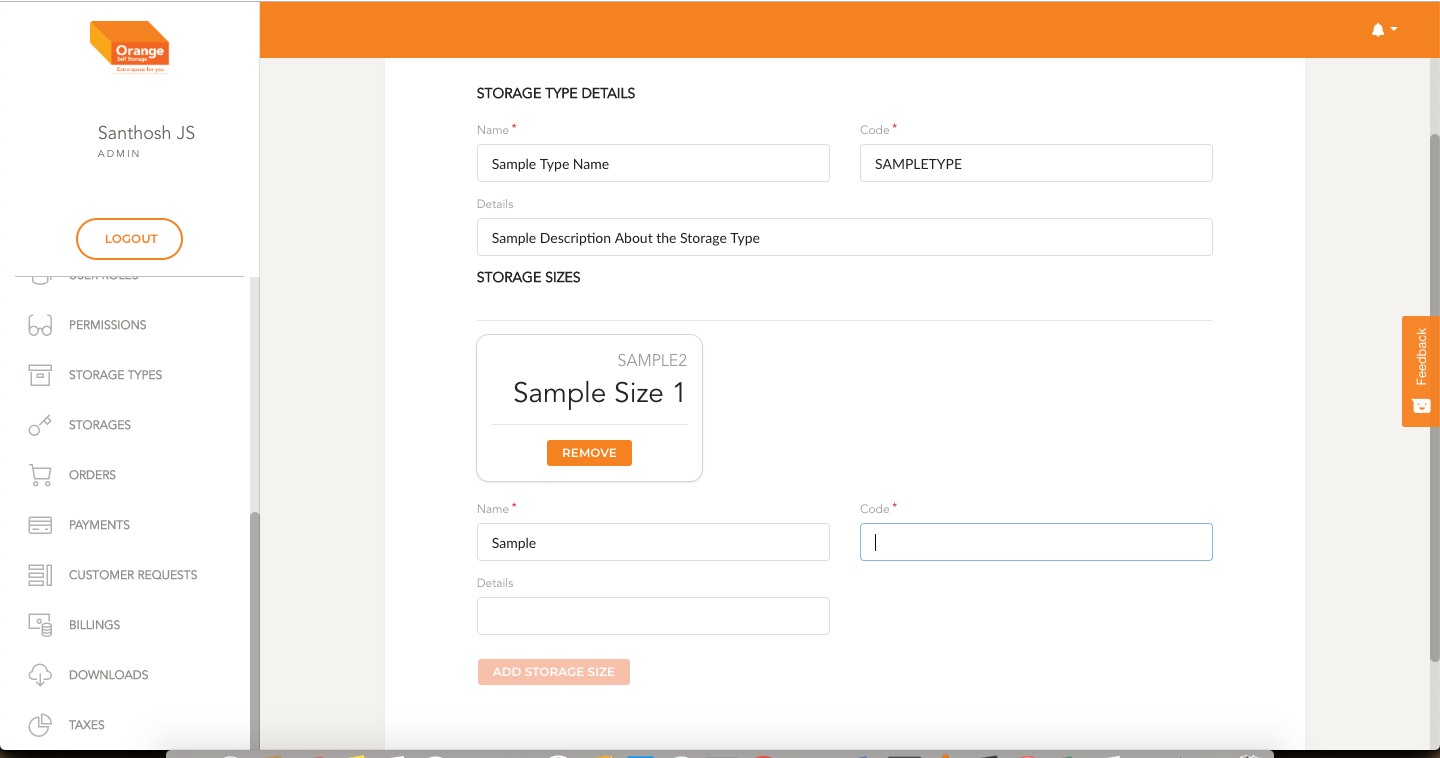 Orange
Self Storage
Extra space for you
Santhosh JS
ADMIN
LOGOUT
USER ROLES
PERMISSIONS
STORAGE TYPES
STORAGES
ORDERS
PAYMENTS
CUSTOMER REQUESTS
BILLINGS
DOWNLOADS
TAXES
STORAGE TYPE DETAILS
Name * Code *
Sample Type Name SAMPLETYPE
Details
Sample Description About the Storage Type
STORAGE SIZES
SAMPLE2
Sample Size 1
REMOVE
Name * Code *
Sample
Details
ADD STORAGE SIZE
Feedback